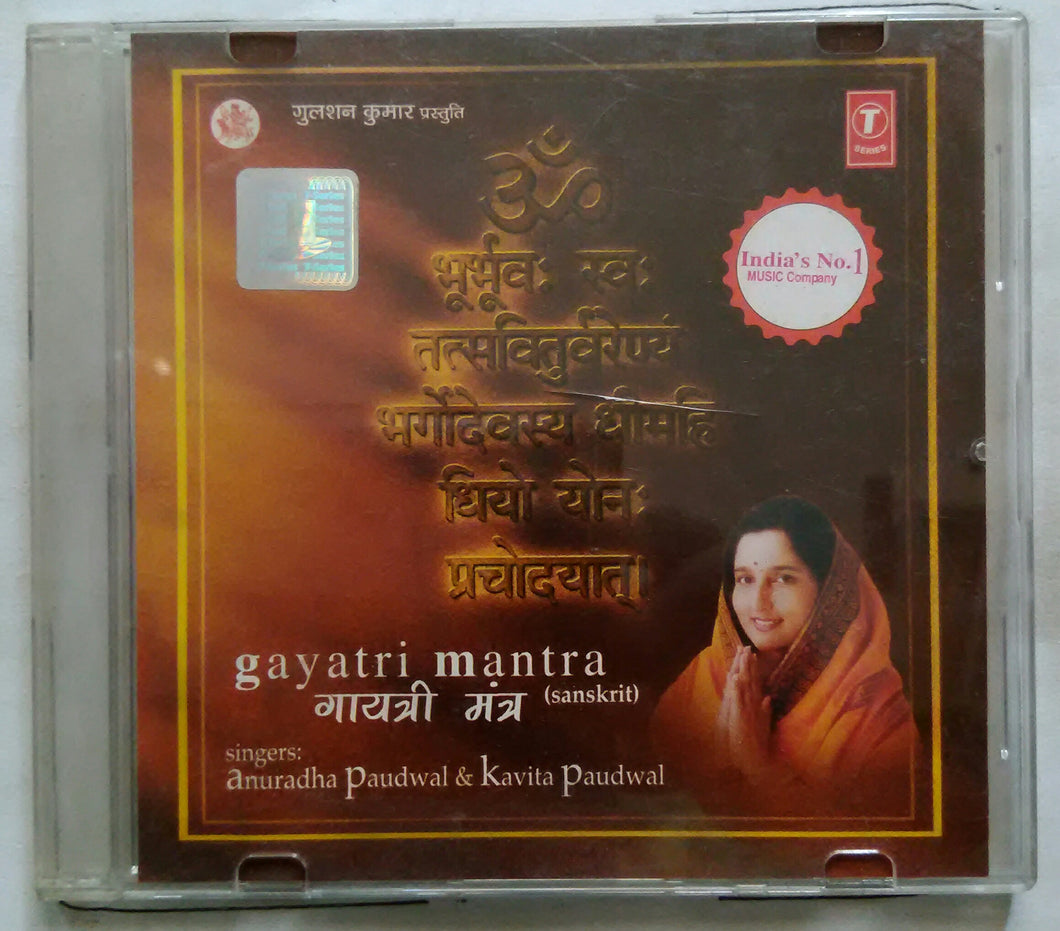 गुलशन कुमार प्रस्तुति
T
SERIES
ॐ
India's No.1
MUSIC Company
भूर्भूवः स्वः
तत्सवितुर्वरेण्यं
भर्गोदेवस्य धीमहि
धियो योनः
प्रचोदयात्।
gayatri mantra
गायत्री मंत्र (sanskrit)
singers:
anuradha paudwal & kavita paudwal